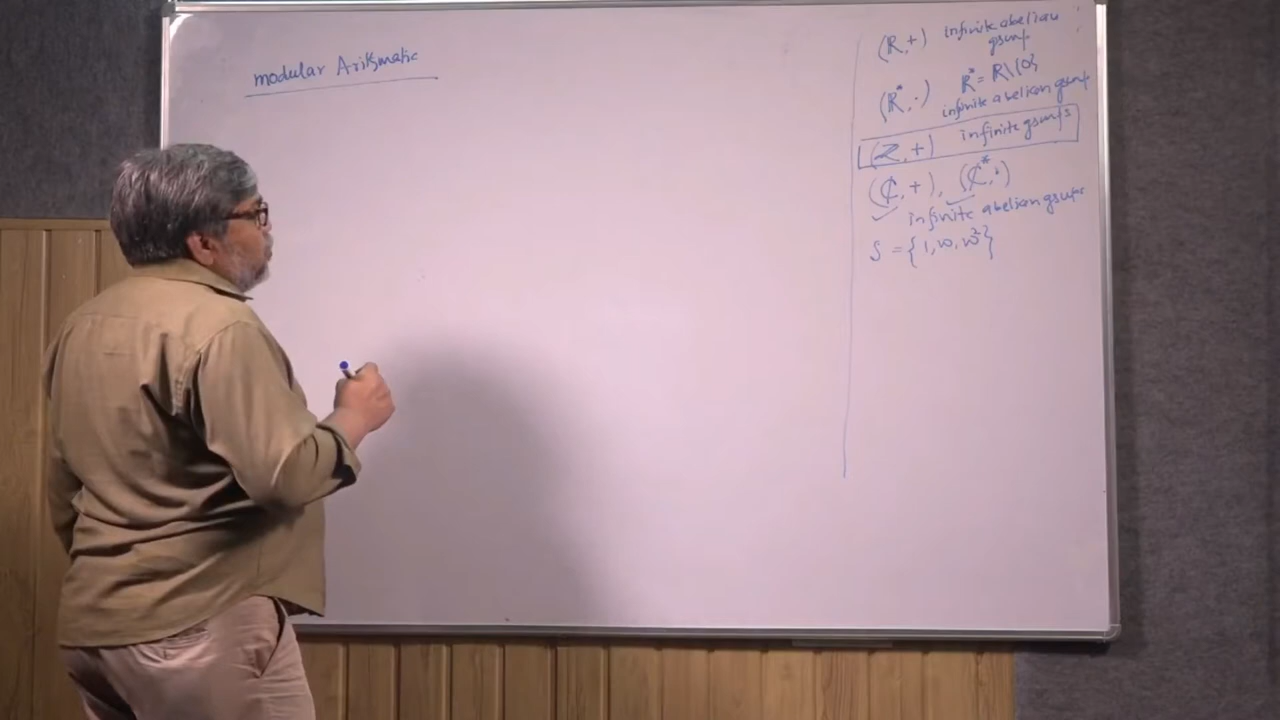 modular Arithmatic
(R, +) infinite abelian
group
(R*, ·) R* = R\{0}
infinite abelian group
(Z, +) infinite groups
(ℂ, +), (ℂ*, ·)
infinite abelian groups
S = {1, w, w²}